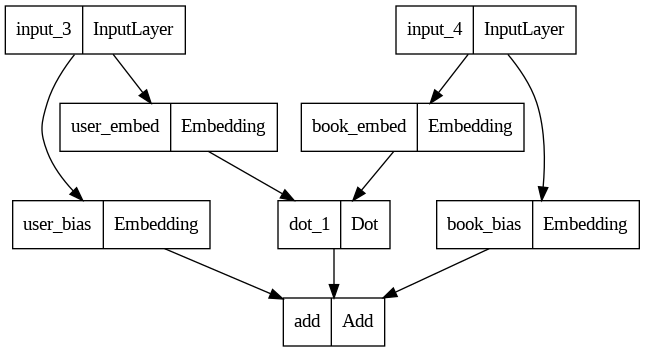 input_3 InputLayer
input_4 InputLayer
user_embed Embedding
book_embed Embedding
user_bias Embedding
dot_1 Dot
book_bias Embedding
add Add